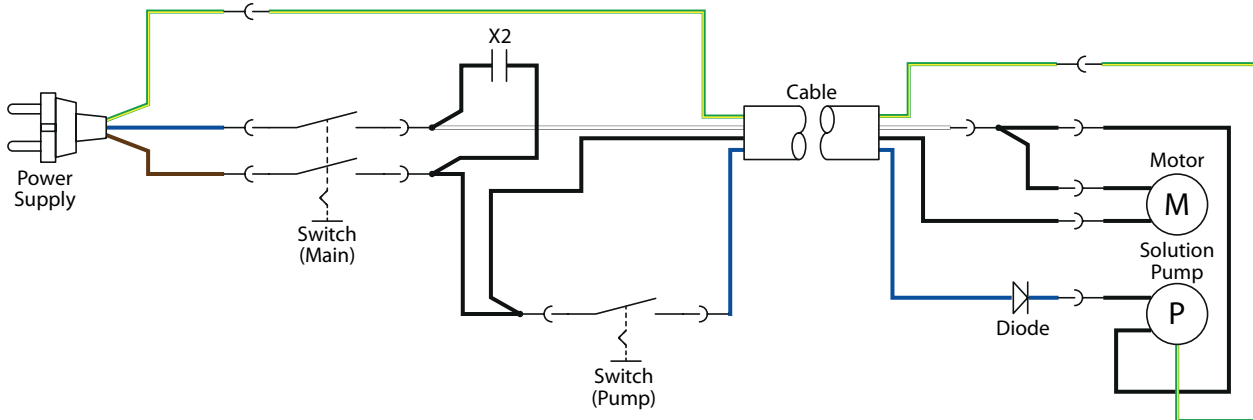 X2
Cable
Power
Supply
Switch
(Main)
Motor
M
Solution
Pump
P
Diode
Switch
(Pump)